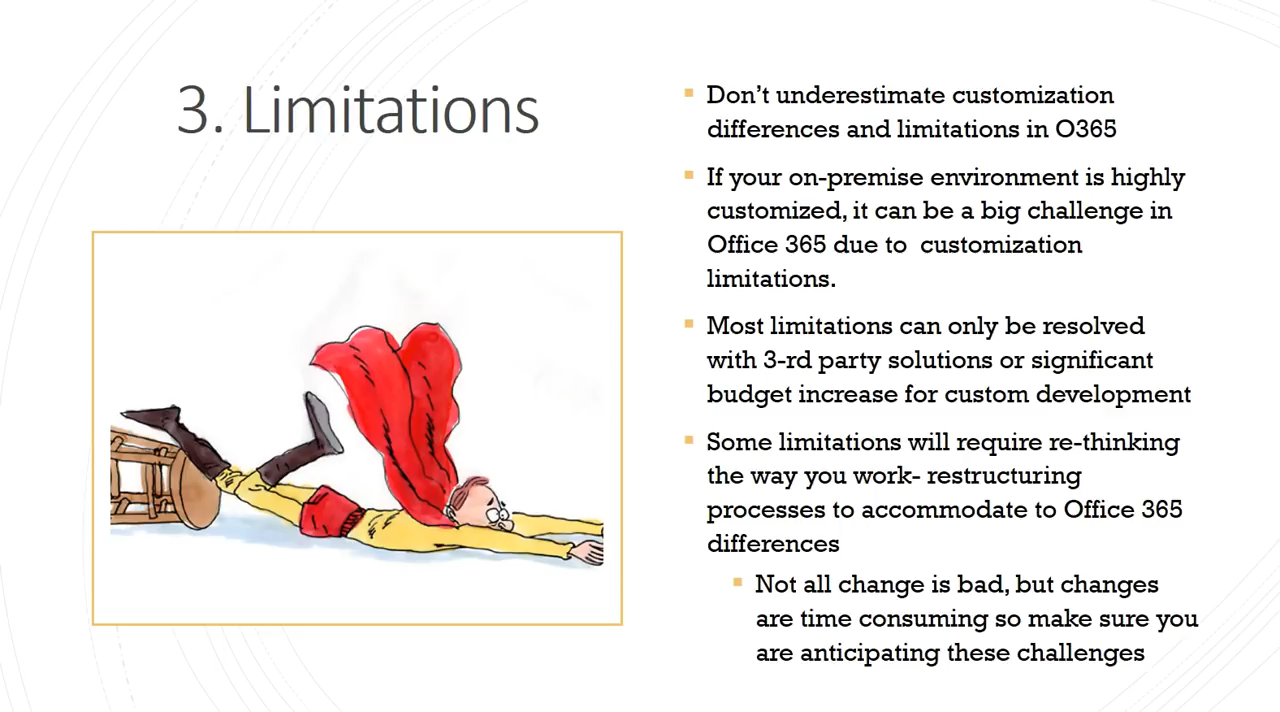 3. Limitations
Don’t underestimate customization
differences and limitations in O365
If your on-premise environment is highly
customized, it can be a big challenge in
Office 365 due to  customization
limitations.
Most limitations can only be resolved
with 3-rd party solutions or significant
budget increase for custom development
Some limitations will require re-thinking
the way you work- restructuring
processes to accommodate to Office 365
differences
Not all change is bad, but changes
are time consuming so make sure you
are anticipating these challenges